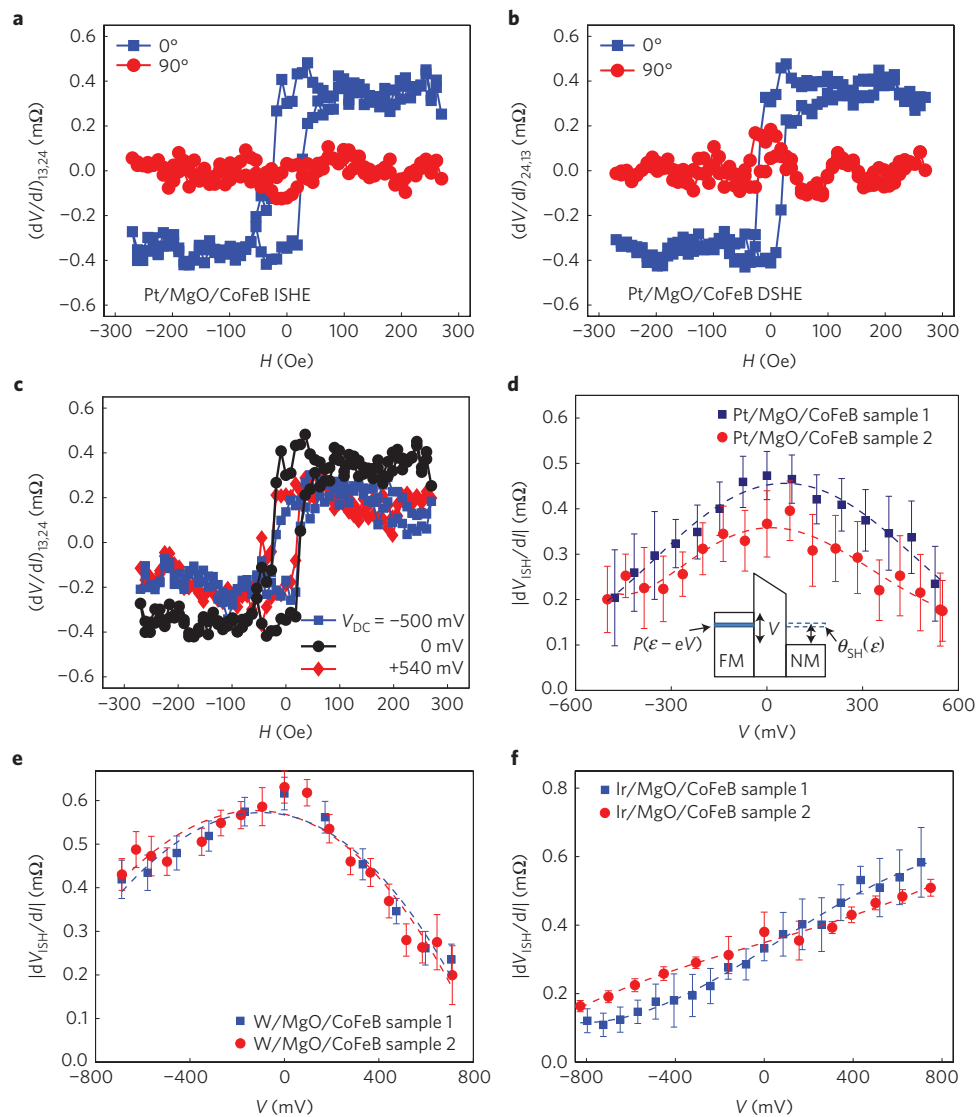 a
0.6
0.4
0.2
0.0
−0.2
−0.4
−0.6
(dV/dI)13,24 (mΩ)
0°
90°
Pt/MgO/CoFeB ISHE
−300 −200 −100 0 100 200 300
H (Oe)
b
0.6
0.4
0.2
0.0
−0.2
−0.4
−0.6
(dV/dI)24,13 (mΩ)
0°
90°
Pt/MgO/CoFeB DSHE
−300 −200 −100 0 100 200 300
H (Oe)
c
0.6
0.4
0.2
0.0
−0.2
−0.4
−0.6
(dV/dI)13,24 (mΩ)
VDC = −500 mV
0 mV
+540 mV
−300 −200 −100 0 100 200 300
H (Oe)
d
0.6
0.5
0.4
0.3
0.2
0.1
0.0
|dVISH/dI| (mΩ)
Pt/MgO/CoFeB sample 1
Pt/MgO/CoFeB sample 2
P(ε − eV)
V
θSH(ε)
FM
NM
−600 −300 0 300 600
V (mV)
e
0.6
0.5
0.4
0.3
0.2
0.1
0.0
|dVISH/dI| (mΩ)
W/MgO/CoFeB sample 1
W/MgO/CoFeB sample 2
−800 −400 0 400 800
V (mV)
f
0.8
0.6
0.4
0.2
0.0
|dVISH/dI| (mΩ)
Ir/MgO/CoFeB sample 1
Ir/MgO/CoFeB sample 2
−800 −400 0 400 800
V (mV)